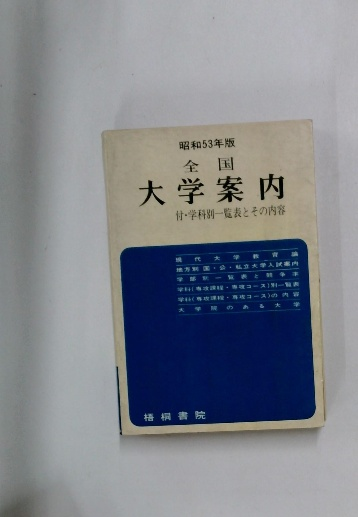 昭和53年版
全国
大学案内
付・学科別一覧表とその内容
現代大学教育論
地方別国・公・私立大学入試案内
学部別一覧表と競争率
学科(専攻課程・専攻コース)別一覧表
学科(専攻課程・専攻コース)の内容
大学院のある大学
梧桐書院